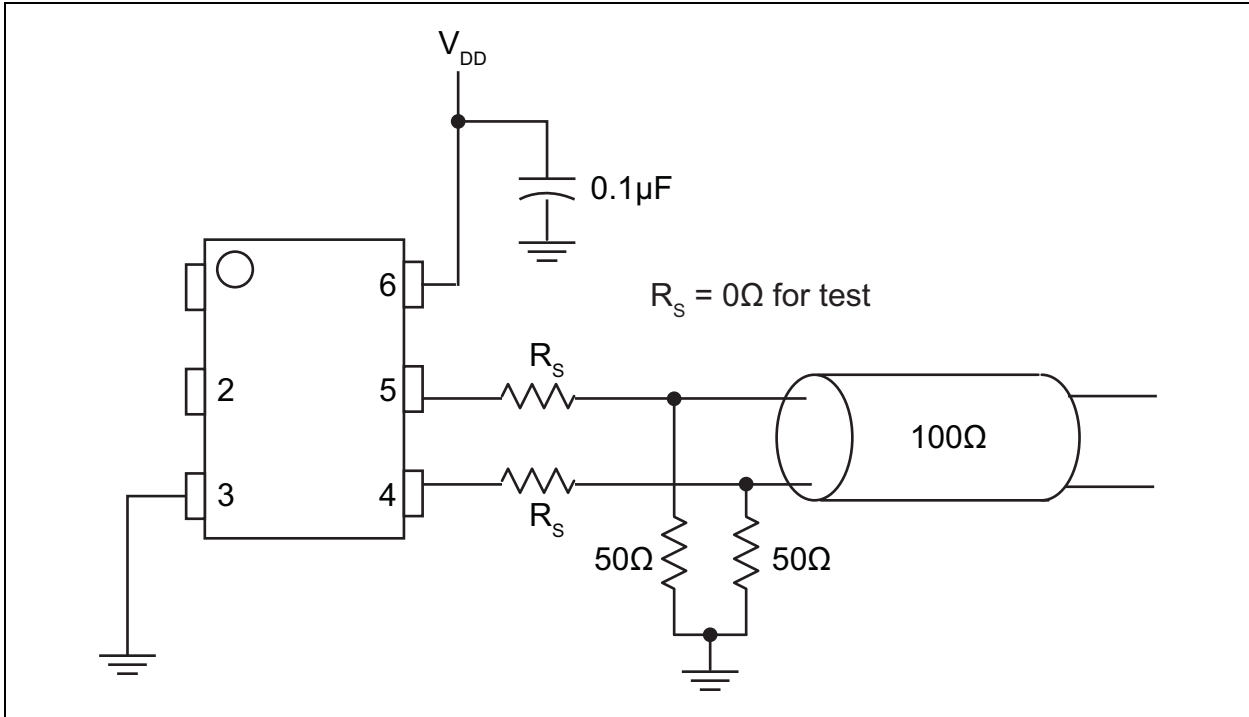 V_DD
0.1µF
6
R_S = 0Ω for test
R_S
2
5
100Ω
3
4
R_S
50Ω
50Ω